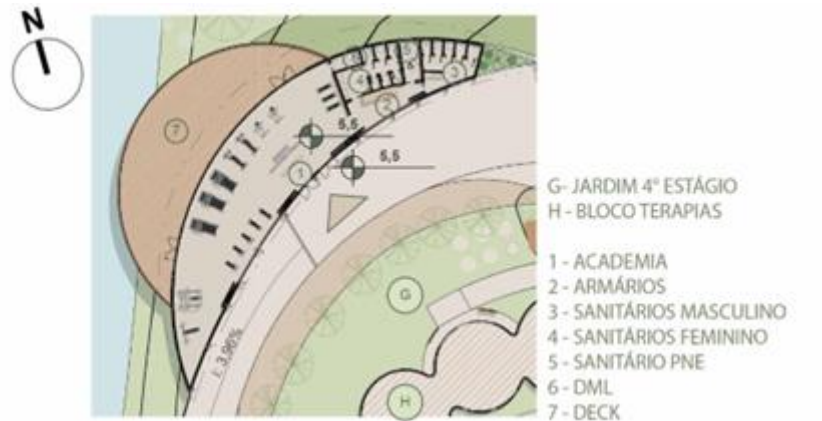 N
7
6
5
4
3
2
5,5
5,5
1
G
H
i: 3,96%
G- JARDIM 4º ESTÁGIO
H - BLOCO TERAPIAS
1 - ACADEMIA
2 - ARMÁRIOS
3 - SANITÁRIOS MASCULINO
4 - SANITÁRIOS FEMININO
5 - SANITÁRIO PNE
6 - DML
7 - DECK